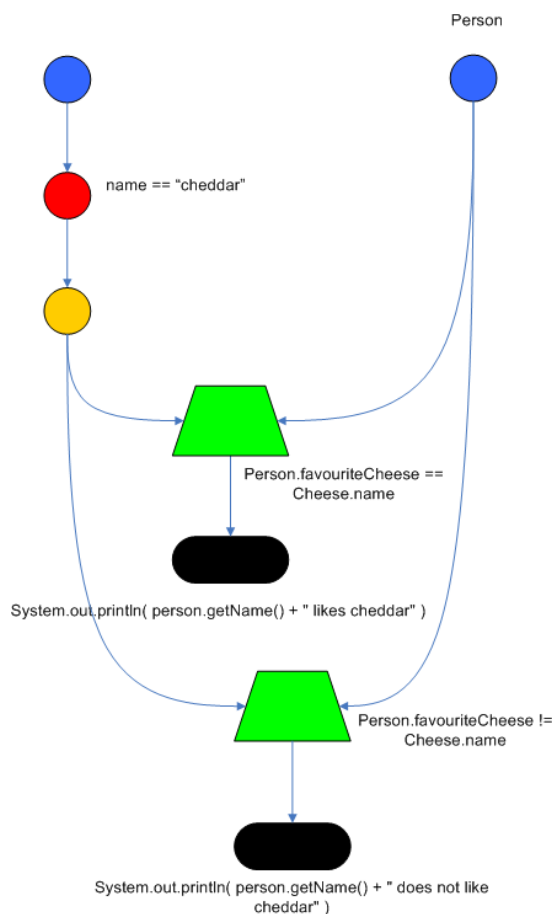 Person
name == “cheddar”
Person.favouriteCheese ==
Cheese.name
System.out.println( person.getName() + " likes cheddar" )
Person.favouriteCheese !=
Cheese.name
System.out.println( person.getName() + " does not like
cheddar" )